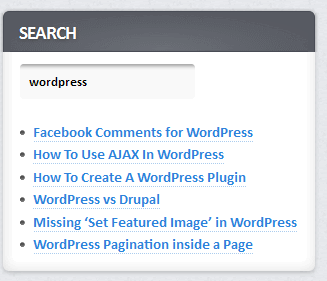 SEARCH
wordpress
Facebook Comments for WordPress
How To Use AJAX In WordPress
How To Create A WordPress Plugin
WordPress vs Drupal
Missing ‘Set Featured Image’ in WordPress
WordPress Pagination inside a Page